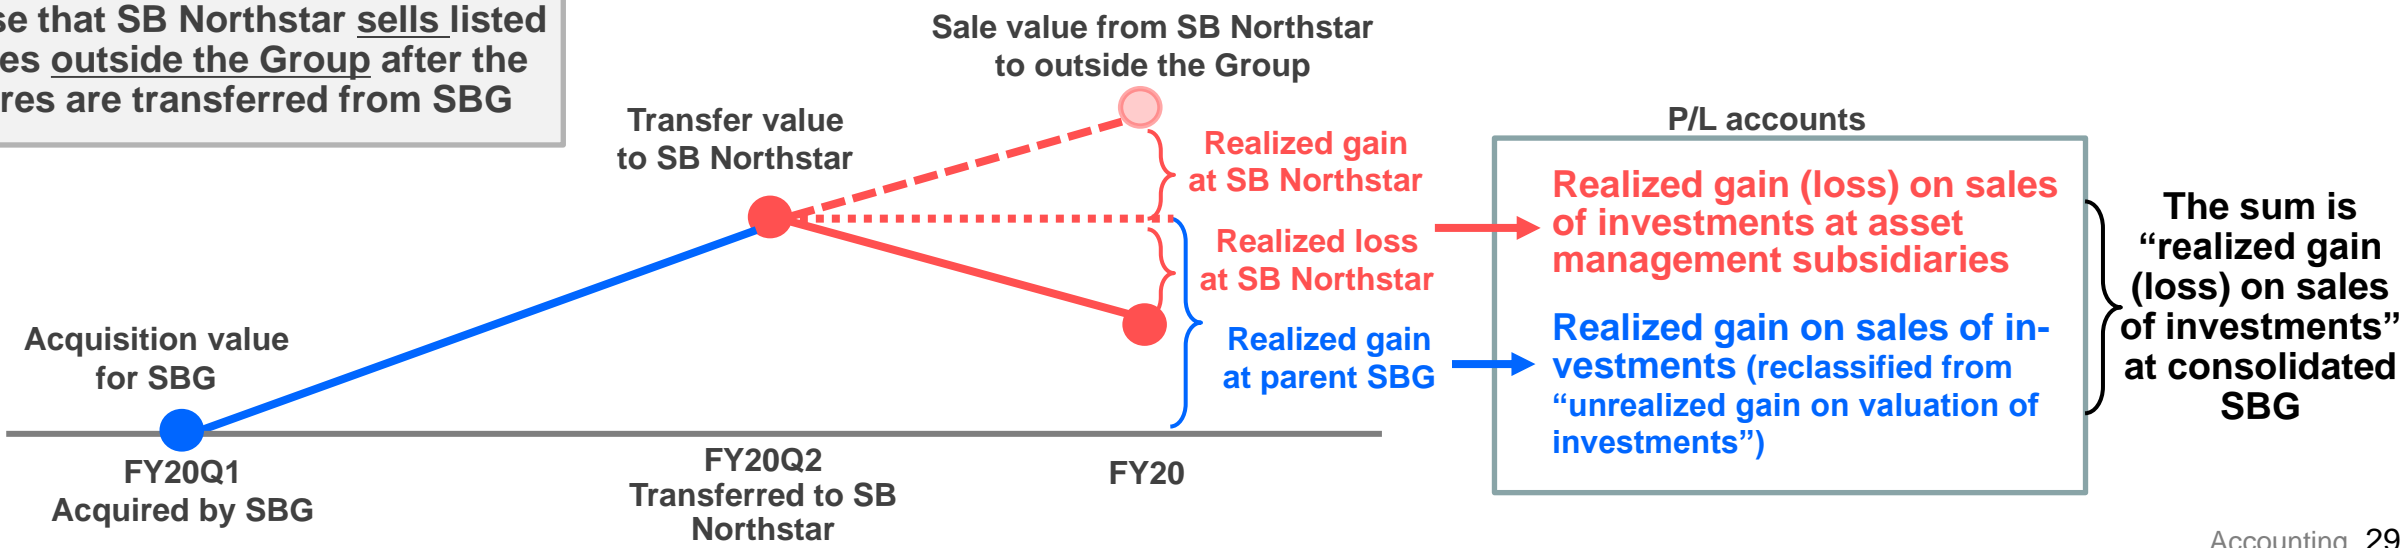 se that SB Northstar sells listed
es outside the Group after the
res are transferred from SBG
Sale value from SB Northstar
to outside the Group
Transfer value
to SB Northstar
Acquisition value
for SBG
Realized gain
at SB Northstar
Realized loss
at SB Northstar
Realized gain
at parent SBG
FY20Q1
Acquired by SBG
FY20Q2
Transferred to SB
Northstar
FY20
P/L accounts
Realized gain (loss) on sales
of investments at asset
management subsidiaries
Realized gain on sales of in-
vestments (reclassified from
“unrealized gain on valuation of
investments”)
The sum is
“realized gain
(loss) on sales
of investments”
at consolidated
SBG
Accounting 29